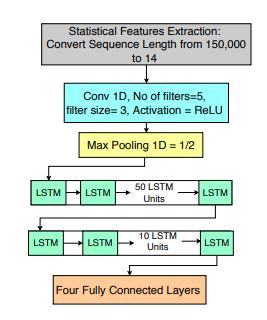 Statistical Features Extraction:
Convert Sequence Length from 150,000
to 14
Conv 1D, No of filters=5,
filter size= 3, Activation = ReLU
Max Pooling 1D = 1/2
LSTM LSTM 50 LSTM Units LSTM
LSTM LSTM 10 LSTM Units LSTM
Four Fully Connected Layers